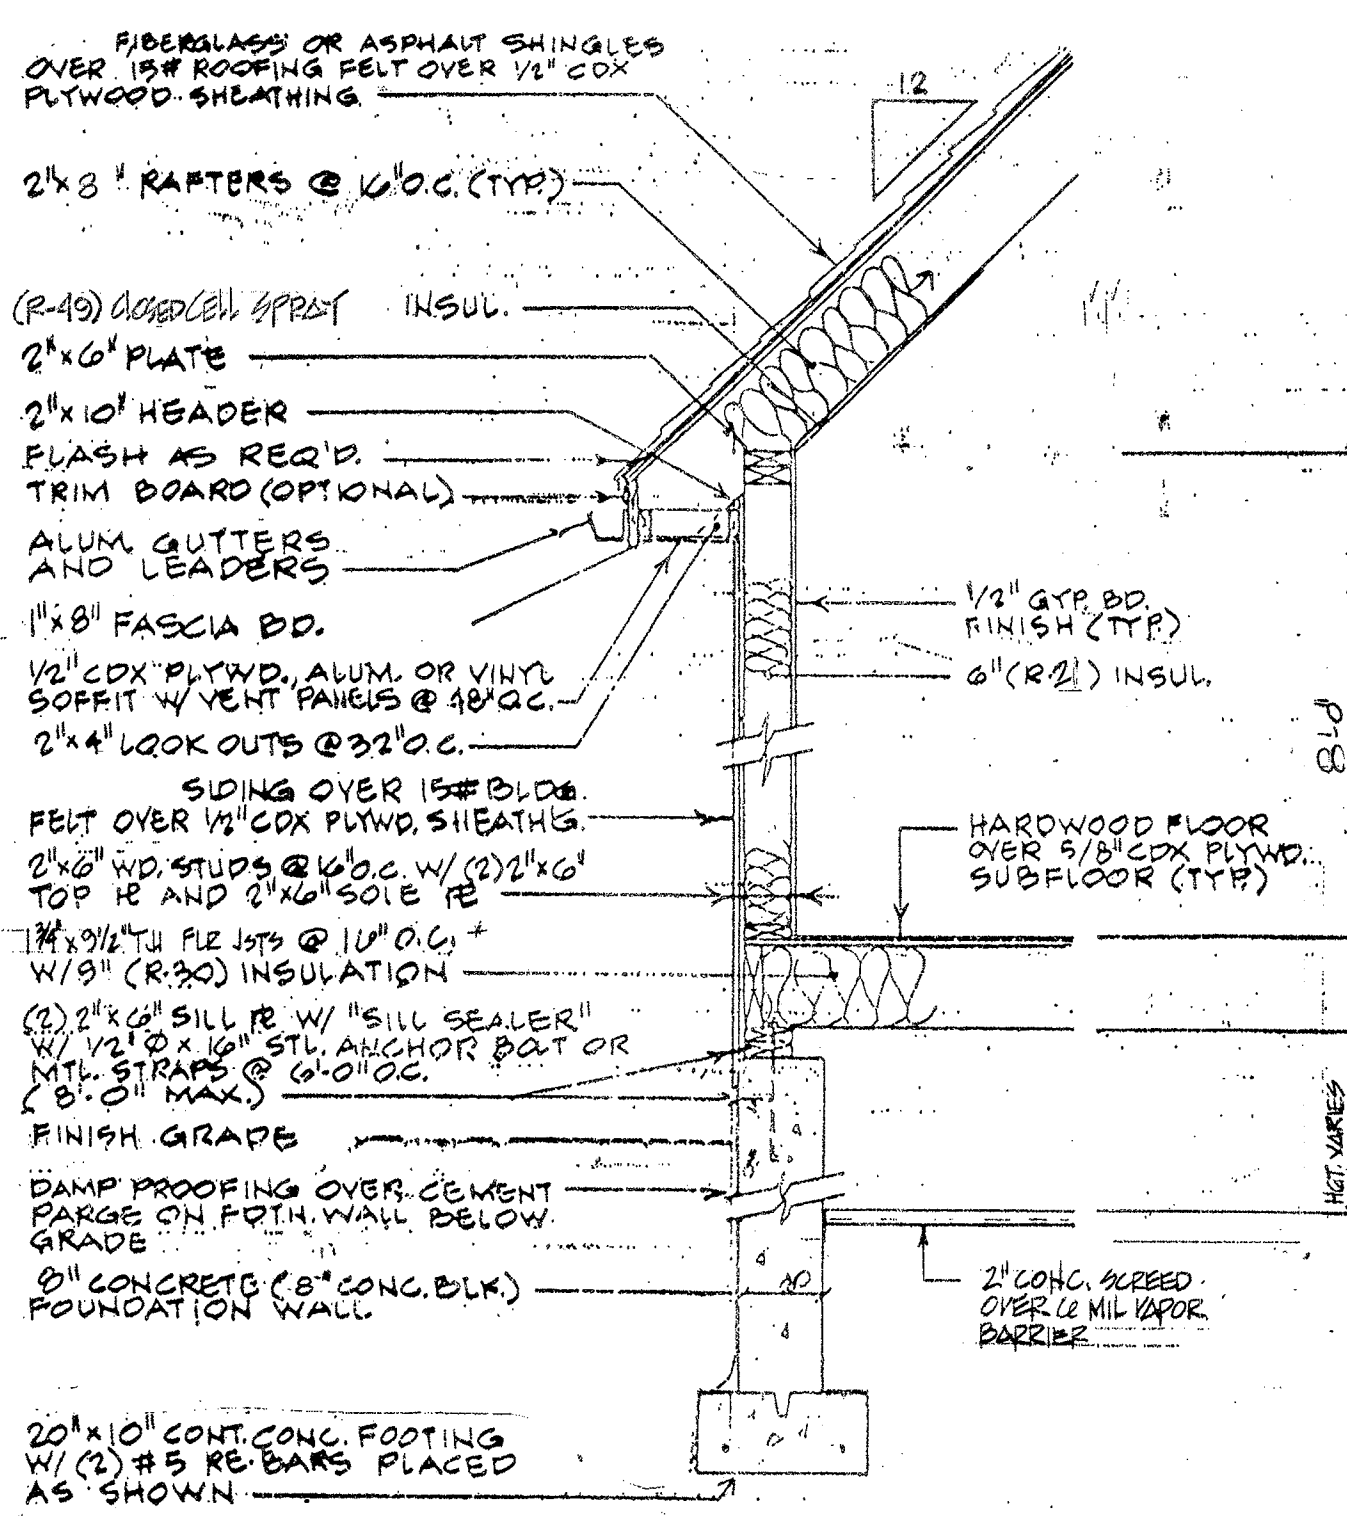 FIBERGLASS OR ASPHALT SHINGLES
OVER 15# ROOFING FELT OVER 1/2" CDX
PLYWOOD SHEATHING
12
2"x8" RAFTERS @ 16"O.C. (TYP.)
(R-49) CLOSED CELL SPRAY INSUL.
2"x6" PLATE
2"x10" HEADER
FLASH AS REQ'D.
TRIM BOARD (OPTIONAL)
ALUM. GUTTERS
AND LEADERS
1"x8" FASCIA BD.
1/2" CDX PLYWD., ALUM. OR VINYL
SOFFIT W/ VENT PANELS @ 48"O.C.
2"x4" LOOK OUTS @ 32"O.C.
SIDING OVER 15# BLDG.
FELT OVER 1/2" CDX PLYWD. SHEATH'G.
2"x6" WD. STUDS @ 16"O.C. W/ (2) 2"x6"
TOP PL AND 2"x6" SOLE PL
1 3/4" x 9 1/2" TJI FLR JSTS @ 16" O.C.
W/9" (R-30) INSULATION
(2) 2"x6" SILL PL W/ "SILL SEALER"
W/ 1/2" Ø x 16" STL. ANCHOR BOLT OR
MTL. STRAPS @ 6'-0" O.C.
(8'-0" MAX.)
FINISH GRADE
DAMP PROOFING OVER CEMENT
PARGE ON FDTN. WALL BELOW
GRADE
8" CONCRETE (8" CONC. BLK.)
FOUNDATION WALL
20"x10" CONT. CONC. FOOTING
W/ (2) #5 RE-BARS PLACED
AS SHOWN
1/2" GYP. BD.
FINISH (TYP.)
6" (R-21) INSUL.
8'-0"
HARDWOOD FLOOR
OVER 5/8" CDX PLYWD.
SUBFLOOR (TYP.)
HGT. VARIES
2" CONC. SCREED
OVER 6 MIL VAPOR
BARRIER